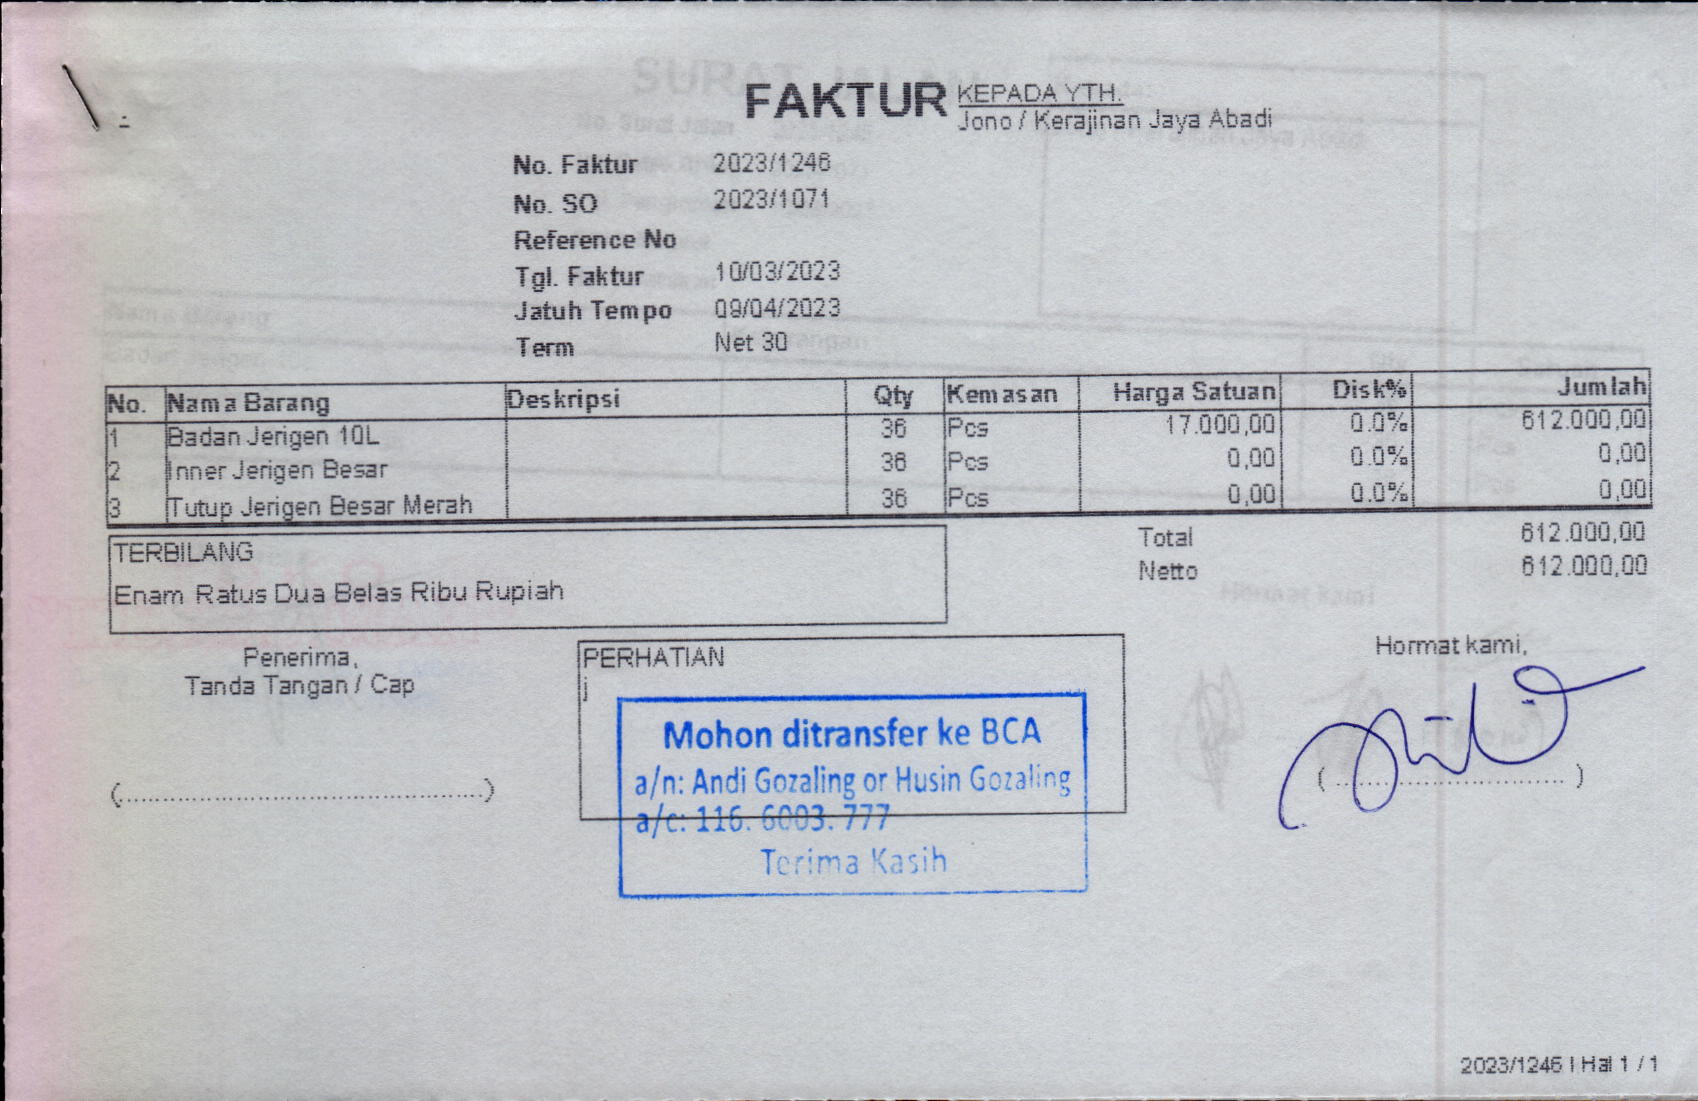 FAKTUR
KEPADA YTH.
Jono / Kerajinan Jaya Abadi
No. Faktur 2023/1246
No. SO 2023/1071
Reference No
Tgl. Faktur 10/03/2023
Jatuh Tempo 09/04/2023
Term Net 30
No. Nama Barang Deskripsi Qty Kemasan Harga Satuan Disk% Jumlah
1 Badan Jerigen 10L 36 Pcs 17.000,00 0.0% 612.000,00
2 Inner Jerigen Besar 36 Pcs 0,00 0.0% 0,00
3 Tutup Jerigen Besar Merah 36 Pcs 0,00 0.0% 0,00
Total 612.000,00
Netto 612.000,00
TERBILANG
Enam Ratus Dua Belas Ribu Rupiah
Penerima,
Tanda Tangan / Cap
(................................................)
PERHATIAN
j
Mohon ditransfer ke BCA
a/n: Andi Gozaling or Husin Gozaling
a/c: 116. 6003. 777
Terima Kasih
Hormat kami,
(................................)
2023/1246 | Hal 1 / 1